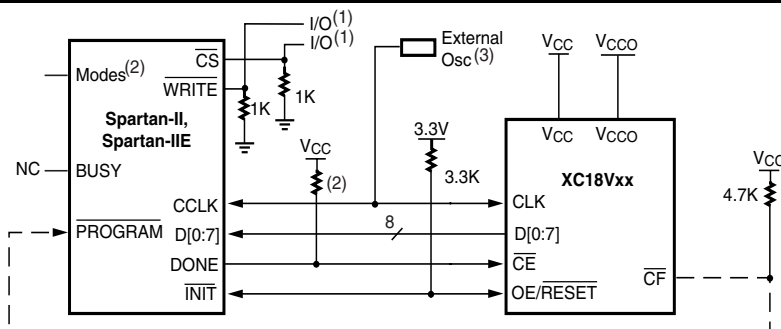 I/O(1)
I/O(1)
External
Osc(3)
VCC
VCCO
CS
Modes(2)
WRITE
1K
1K
Spartan-II,
Spartan-IIE
VCC
3.3V
VCC
VCCO
VCC
NC
BUSY
(2)
3.3K
XC18Vxx
4.7K
CCLK
CLK
PROGRAM
D[0:7]
8
D[0:7]
DONE
CE
CF
INIT
OE/RESET